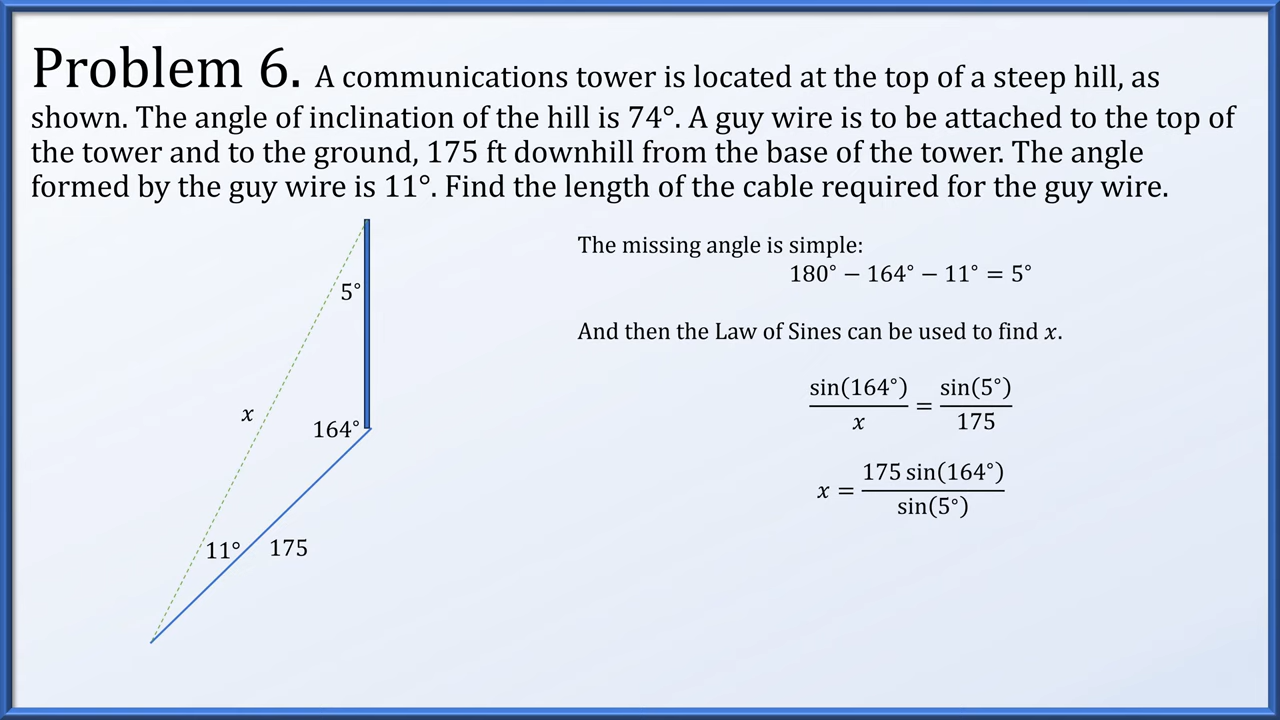 Problem 6. A communications tower is located at the top of a steep hill, as
shown. The angle of inclination of the hill is 74°. A guy wire is to be attached to the top of
the tower and to the ground, 175 ft downhill from the base of the tower. The angle
formed by the guy wire is 11°. Find the length of the cable required for the guy wire.
5°
x
164°
11°
175
The missing angle is simple:
180° − 164° − 11° = 5°
And then the Law of Sines can be used to find x.
sin(164°)/x = sin(5°)/175
x = 175 sin(164°)/sin(5°)